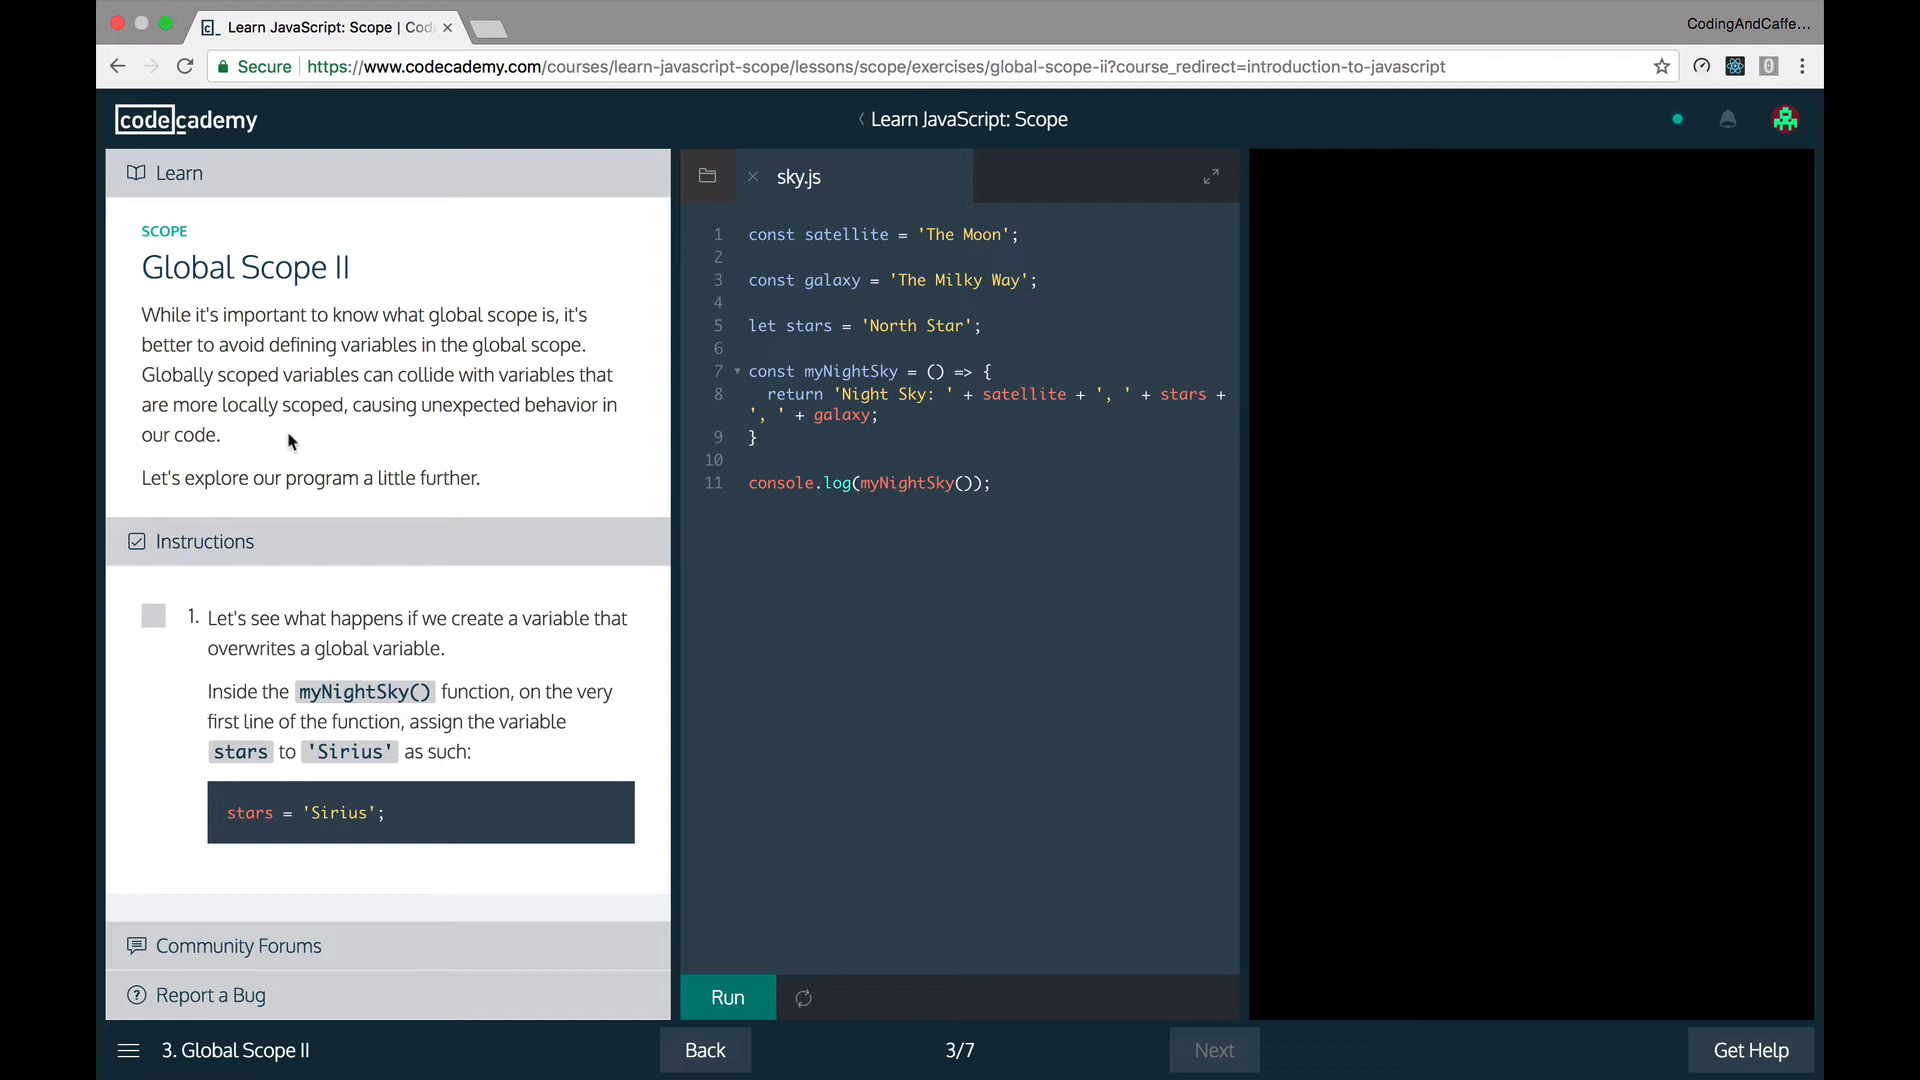 Learn JavaScript: Scope | Cod
CodingAndCaffe...
Secure https://www.codecademy.com/courses/learn-javascript-scope/lessons/scope/exercises/global-scope-ii?course_redirect=introduction-to-javascript
codecademy
Learn JavaScript: Scope
Learn
SCOPE
Global Scope II
While it's important to know what global scope is, it's
better to avoid defining variables in the global scope.
Globally scoped variables can collide with variables that
are more locally scoped, causing unexpected behavior in
our code.
Let's explore our program a little further.
Instructions
1. Let's see what happens if we create a variable that
overwrites a global variable.
Inside the myNightSky() function, on the very
first line of the function, assign the variable
stars to 'Sirius' as such:
stars = 'Sirius';
Community Forums
Report a Bug
sky.js
1 const satellite = 'The Moon';
2
3 const galaxy = 'The Milky Way';
4
5 let stars = 'North Star';
6
7 const myNightSky = () => {
8 return 'Night Sky: ' + satellite + ', ' + stars +
', ' + galaxy;
9 }
10
11 console.log(myNightSky());
Run
3. Global Scope II
Back
3/7
Next
Get Help